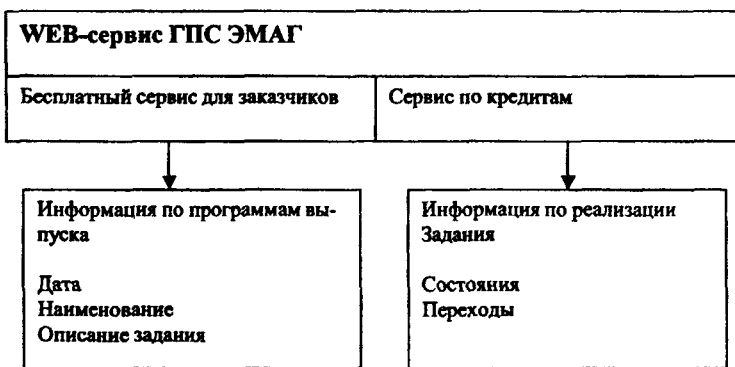 WEB-сервис ГПС ЭМАГ
Бесплатный сервис для заказчиков
Сервис по кредитам
Информация по программам вы-
пуска
Дата
Наименование
Описание задания
Информация по реализации
Задания
Состояния
Переходы